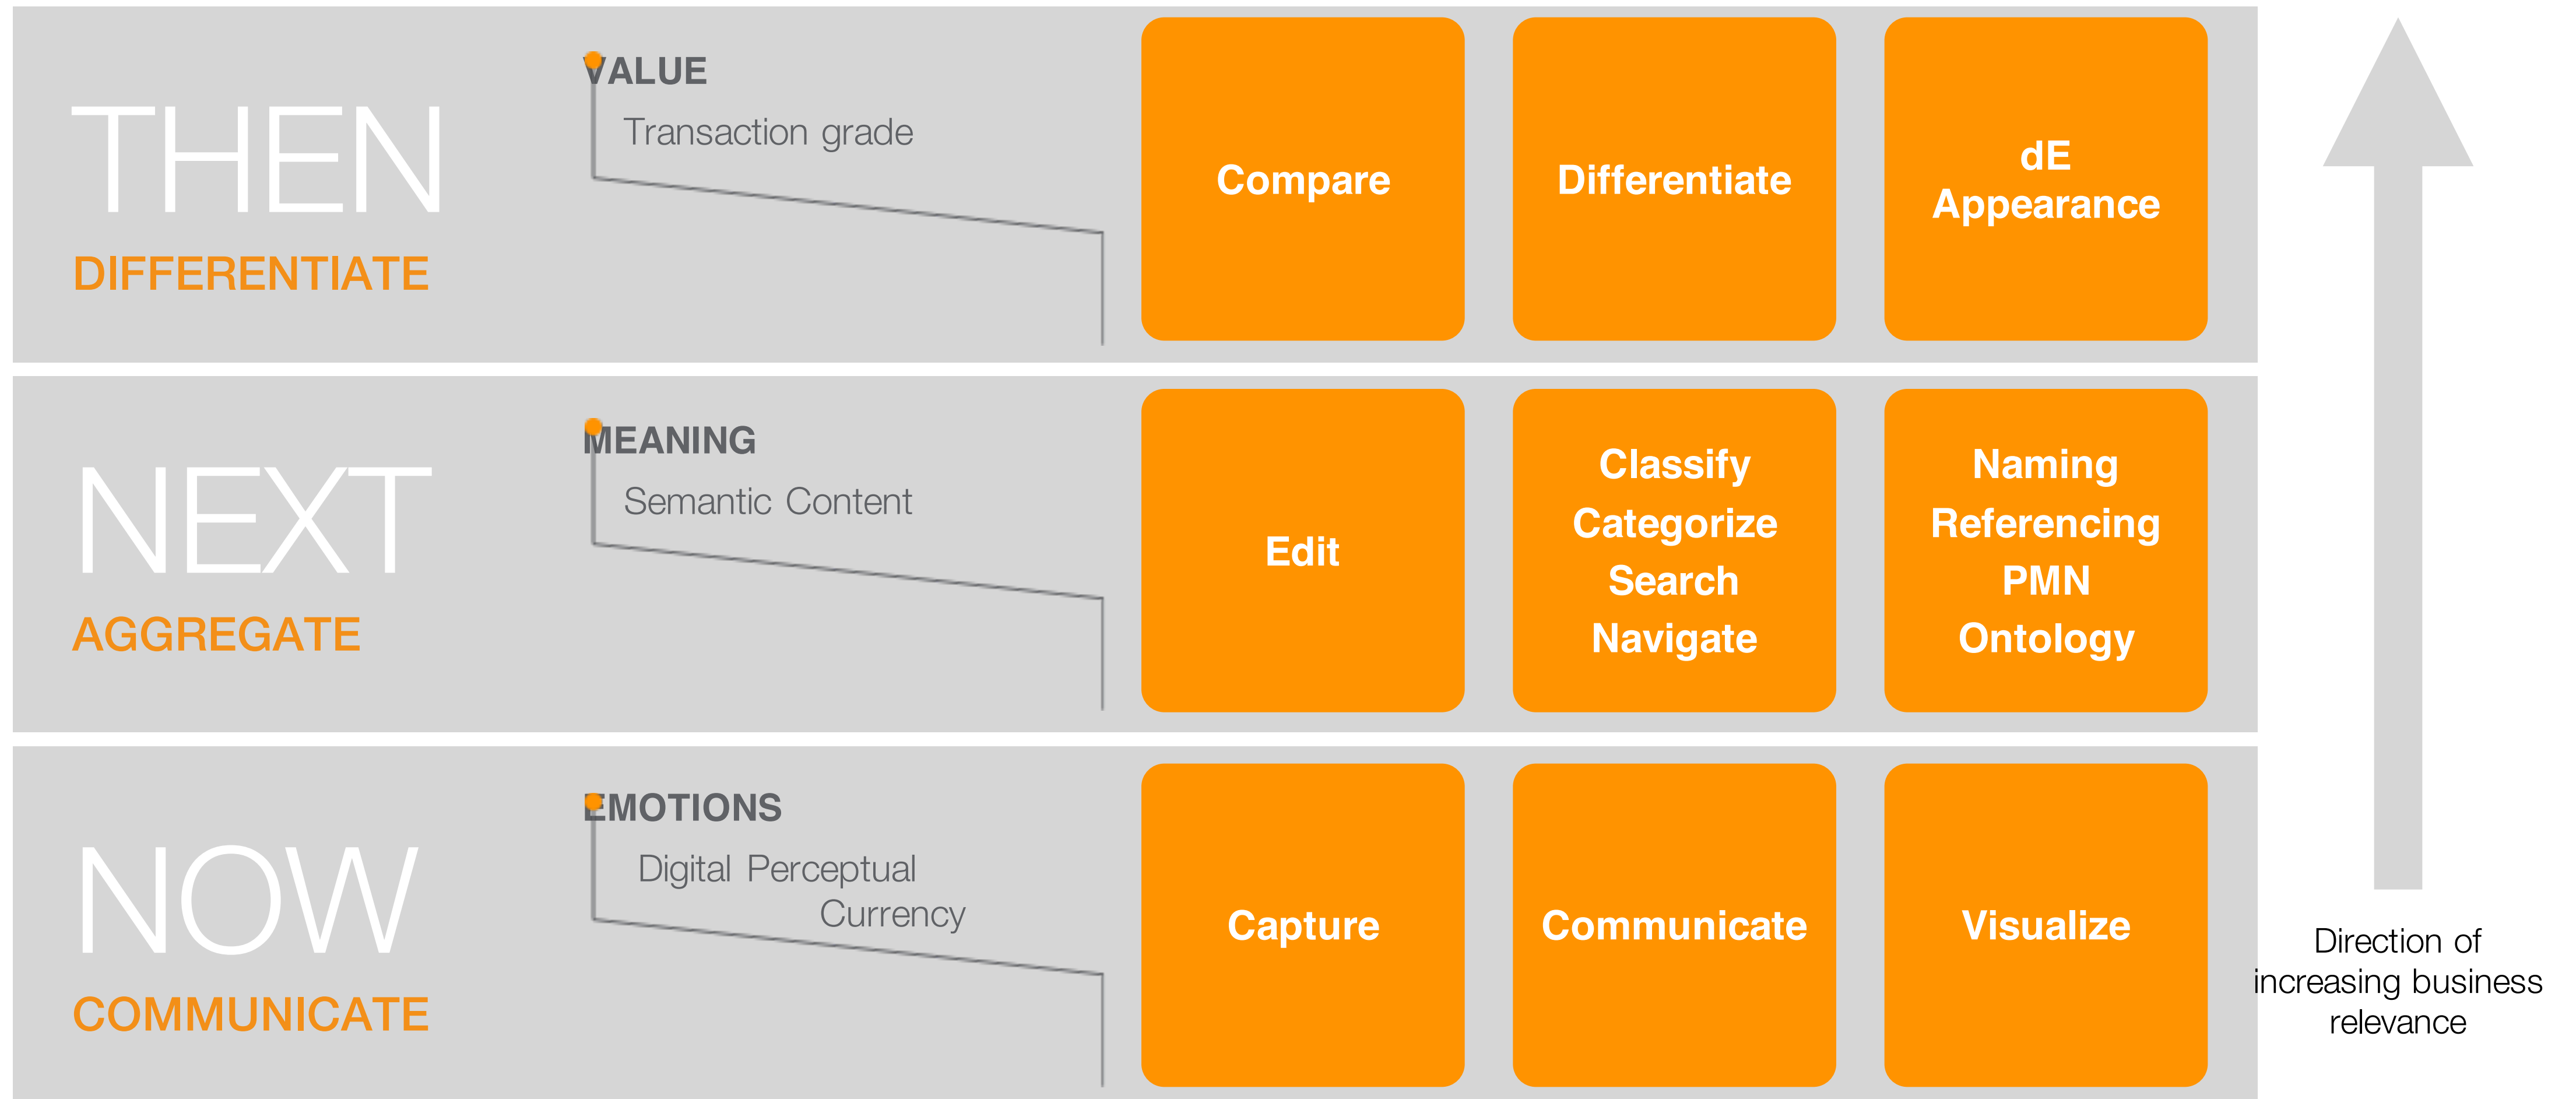 THEN
DIFFERENTIATE
VALUE
Transaction grade
Compare
Differentiate
dE
Appearance
NEXT
AGGREGATE
MEANING
Semantic Content
Edit
Classify
Categorize
Search
Navigate
Naming
Referencing
PMN
Ontology
NOW
COMMUNICATE
EMOTIONS
Digital Perceptual
Currency
Capture
Communicate
Visualize
Direction of
increasing business
relevance